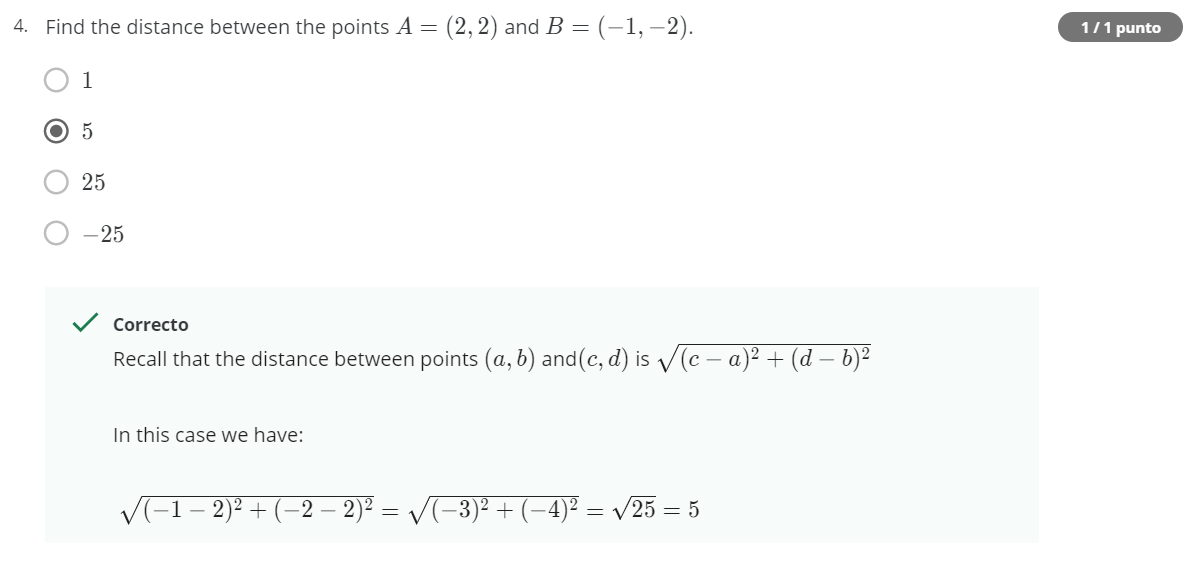 4. Find the distance between the points A = (2, 2) and B = (−1, −2).
1 / 1 punto
1
5
25
−25
Correcto
Recall that the distance between points (a, b) and(c, d) is √(c − a)² + (d − b)²
In this case we have:
√(−1 − 2)² + (−2 − 2)² = √(−3)² + (−4)² = √25 = 5